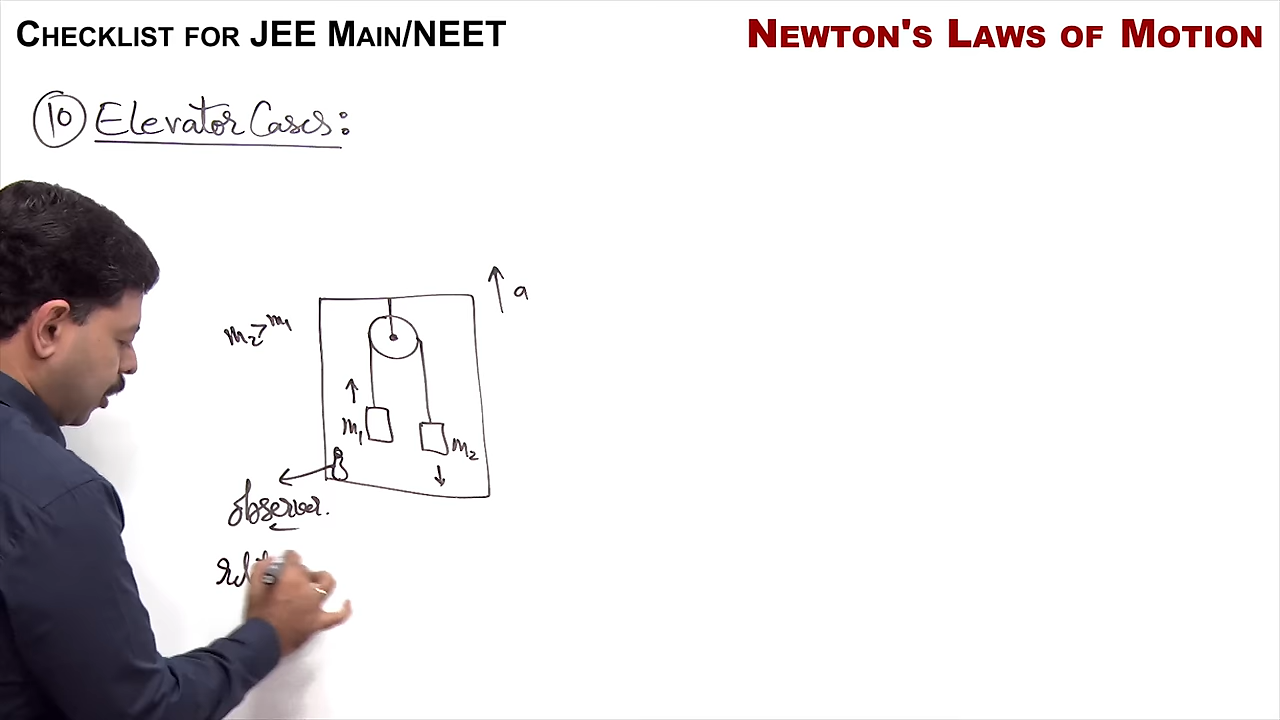 CHECKLIST FOR JEE MAIN/NEET
NEWTON'S LAWS OF MOTION
10 Elevator Cases:
a
m2 > m1
m1
m2
observer.